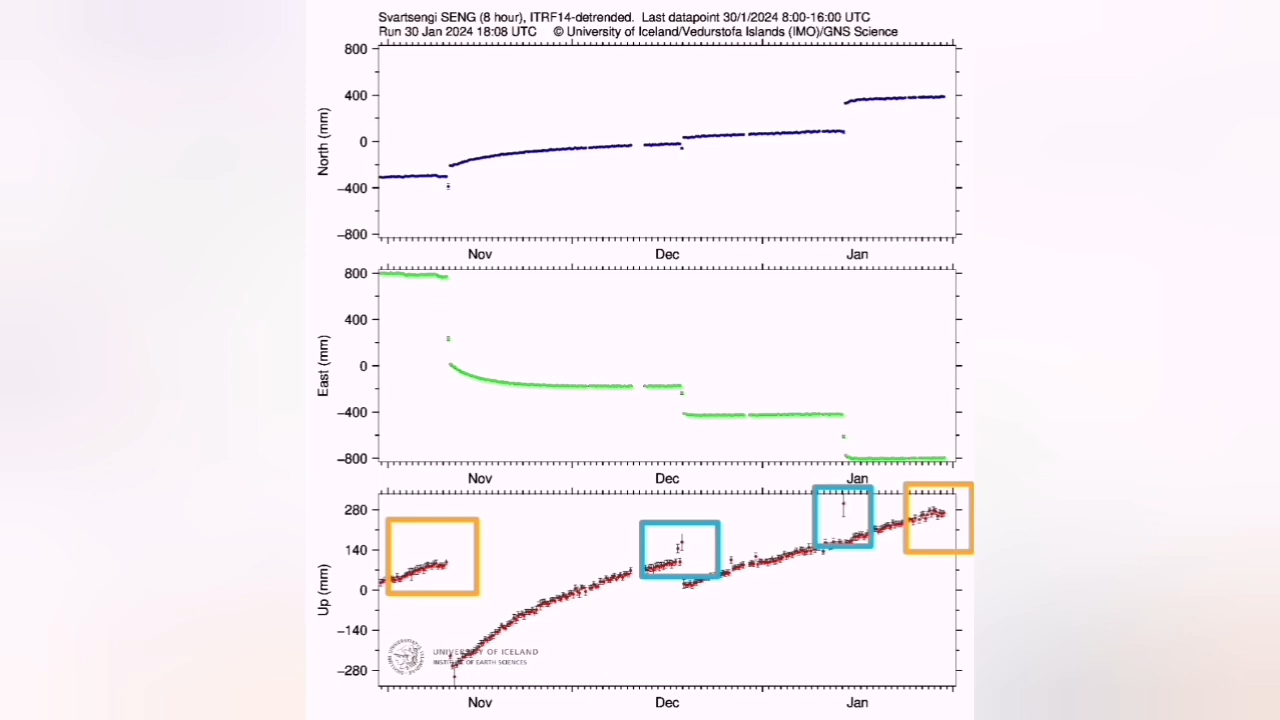 Svartsengi SENG (8 hour), ITRF14-detrended. Last datapoint 30/1/2024 8:00-16:00 UTC
Run 30 Jan 2024 18:08 UTC © University of Iceland/Vedurstofa Islands (IMO)/GNS Science
800
400
0
−400
−800
North (mm)
Nov Dec Jan
800
400
0
−400
−800
East (mm)
Nov Dec Jan
280
140
0
−140
−280
Up (mm)
UNIVERSITY OF ICELAND
INSTITUTE OF EARTH SCIENCES
Nov Dec Jan